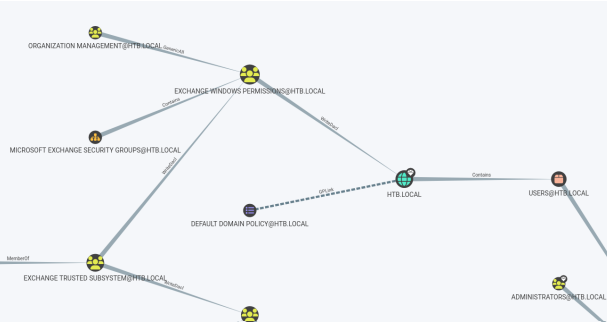 GenericAll
ORGANIZATION MANAGEMENT@HTB.LOCAL
EXCHANGE WINDOWS PERMISSIONS@HTB.LOCAL
Contains
WriteDacl
MICROSOFT EXCHANGE SECURITY GROUPS@HTB.LOCAL
WriteDacl
Contains
GPLink
HTB.LOCAL
USERS@HTB.LOCAL
DEFAULT DOMAIN POLICY@HTB.LOCAL
MemberOf
EXCHANGE TRUSTED SUBSYSTEM@HTB.LOCAL
WriteDacl
ADMINISTRATORS@HTB.LOCAL